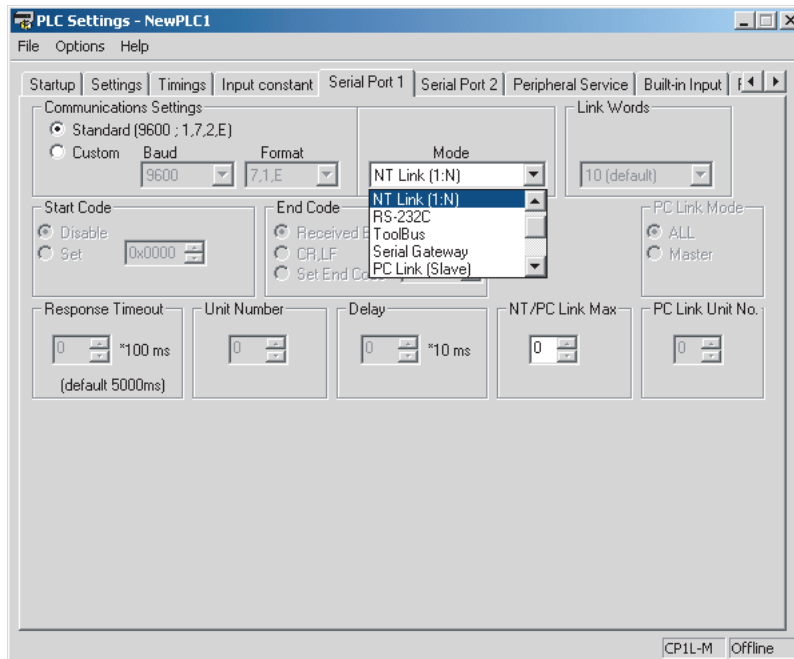 PLC Settings - NewPLC1
File Options Help
Startup Settings Timings Input constant Serial Port 1 Serial Port 2 Peripheral Service Built-in Input
Communications Settings
Link Words
Standard (9600 ; 1,7,2,E)
Custom Baud Format Mode
9600 7,1,E NT Link (1:N) 10 (default)
NT Link (1:N)
RS-232C
ToolBus
Serial Gateway
PC Link (Slave)
Start Code
Disable
Set 0x0000
End Code
Received
CR,LF
Set End
PC Link Mode
ALL
Master
Response Timeout Unit Number Delay NT/PC Link Max PC Link Unit No.
0 *100 ms 0 0 *10 ms 0 0
(default 5000ms)
CP1L-M Offline